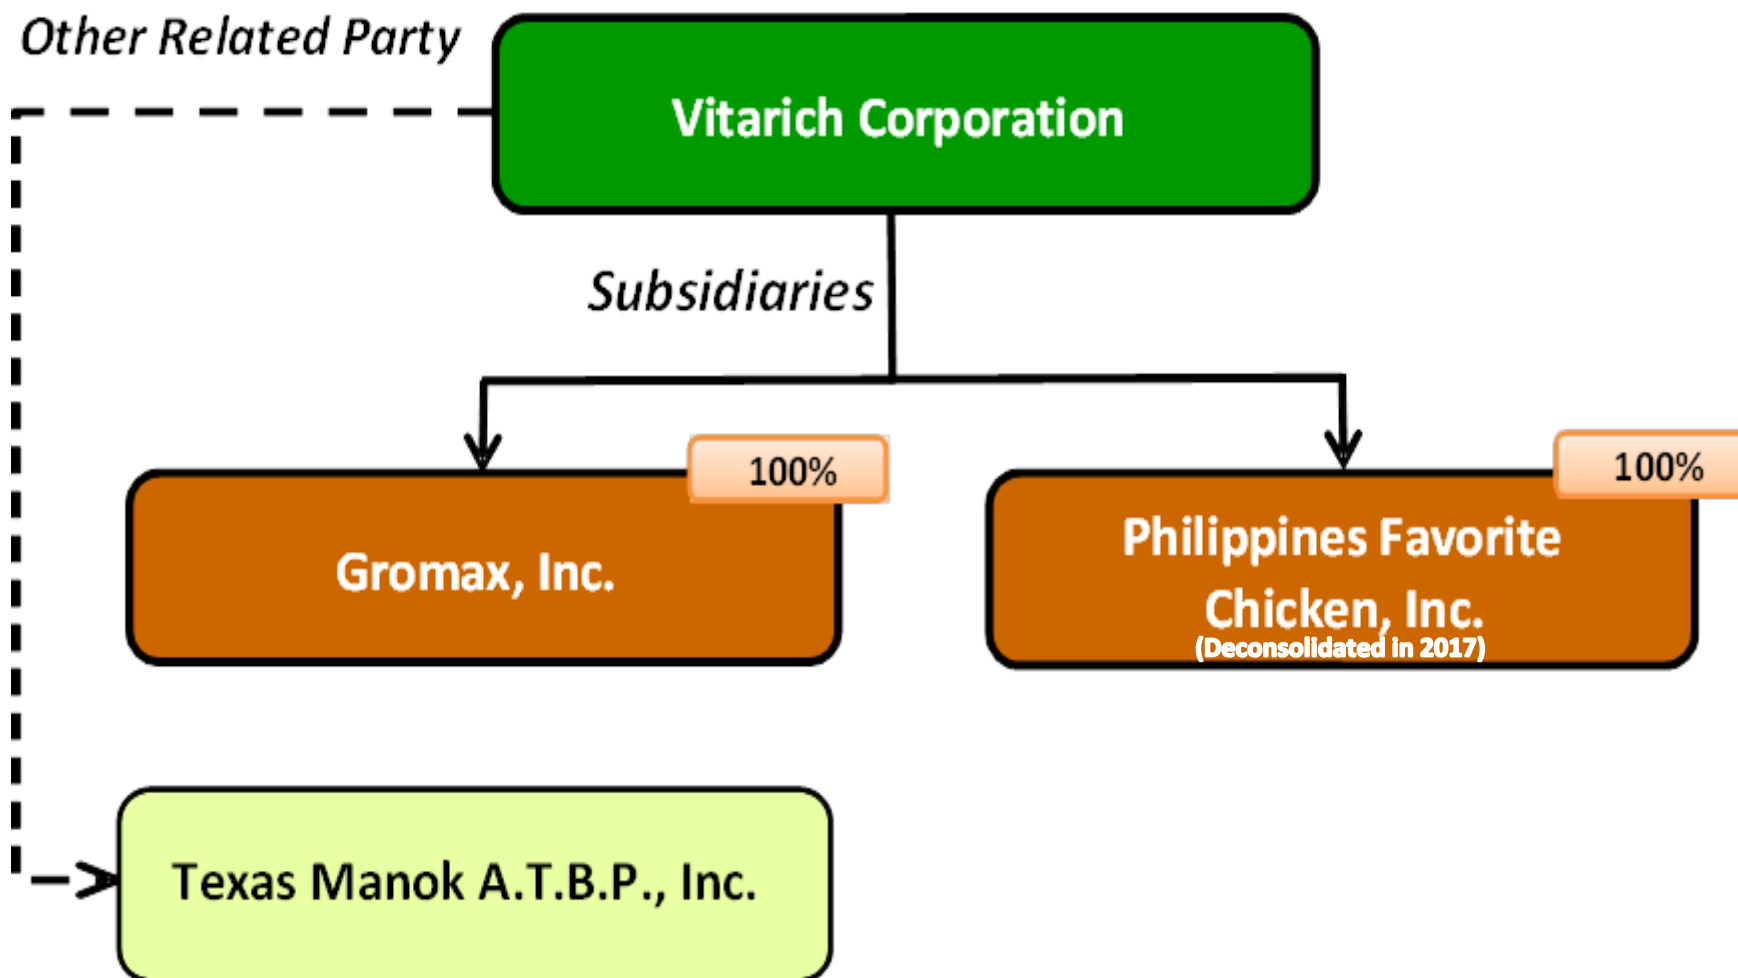 Other Related Party
Vitarich Corporation
Subsidiaries
100%
100%
Gromax, Inc.
Philippines Favorite
Chicken, Inc.
(Deconsolidated in 2017)
Texas Manok A.T.B.P., Inc.